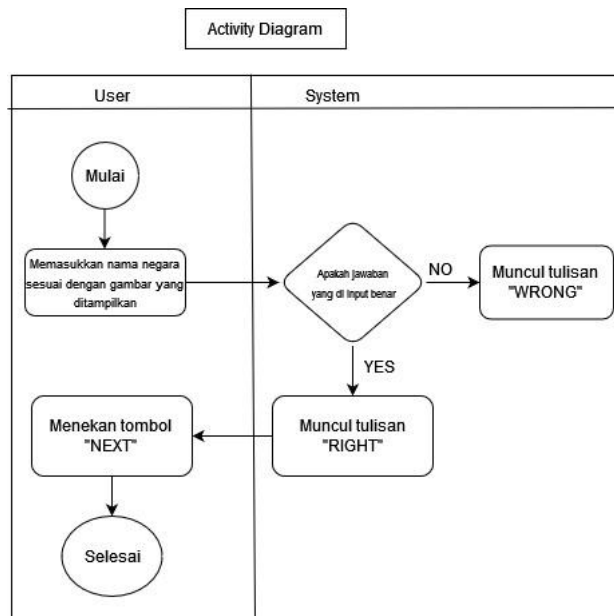 Activity Diagram
User
System
Mulai
Memasukkan nama negara
sesuai dengan gambar yang
ditampilkan
Apakah jawaban
yang di input benar
NO
Muncul tulisan
"WRONG"
YES
Menekan tombol
"NEXT"
Muncul tulisan
"RIGHT"
Selesai